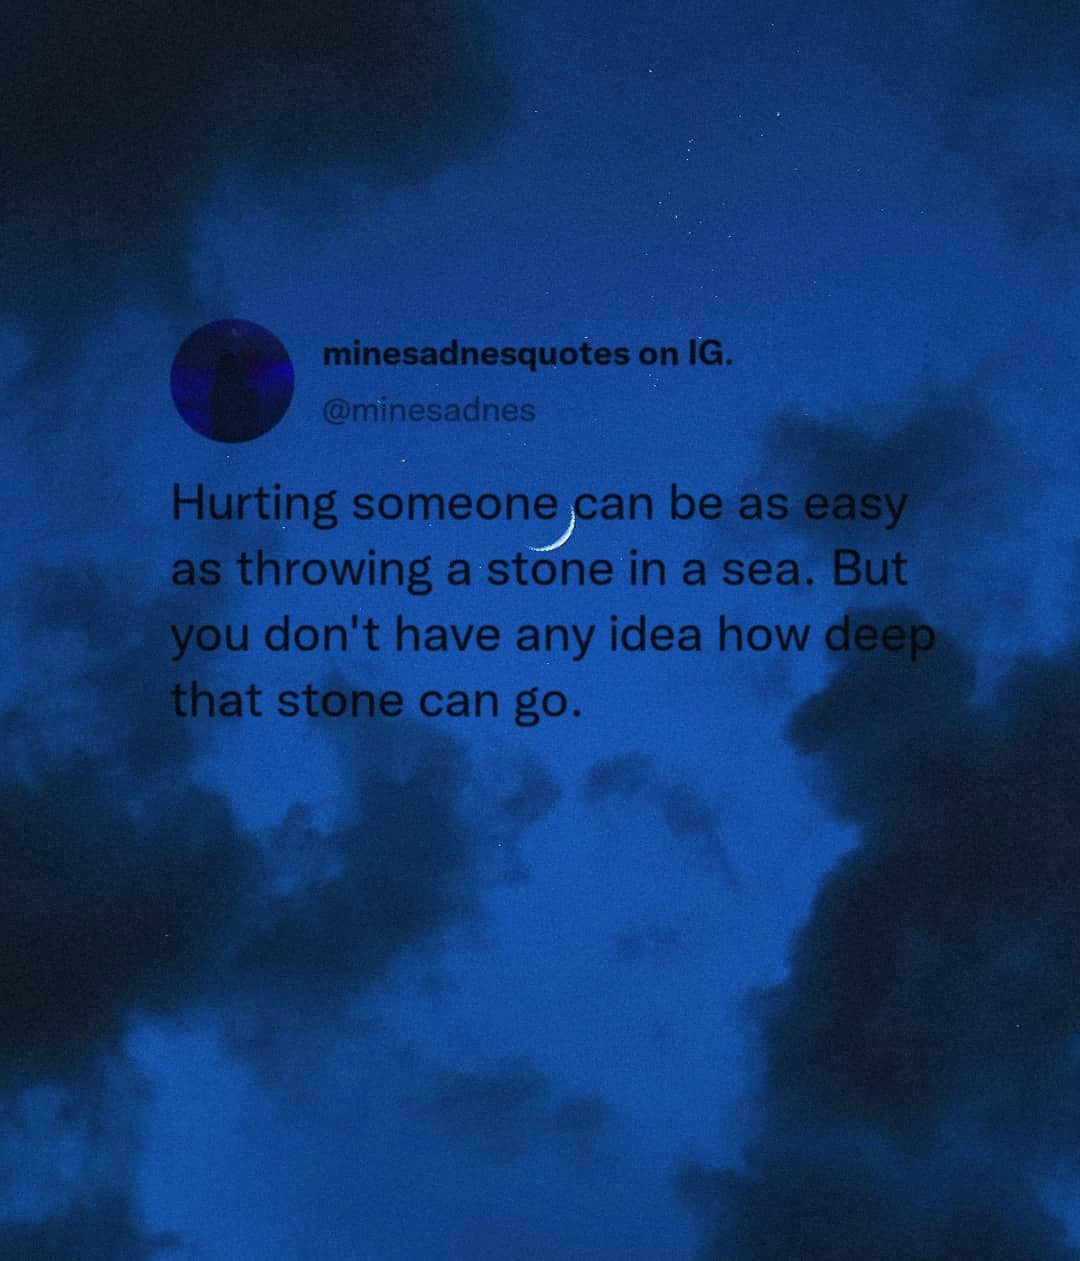 minesadnesquotes on IG.
@minesadnes
Hurting someone can be as easy
as throwing a stone in a sea. But
you don't have any idea how deep
that stone can go.